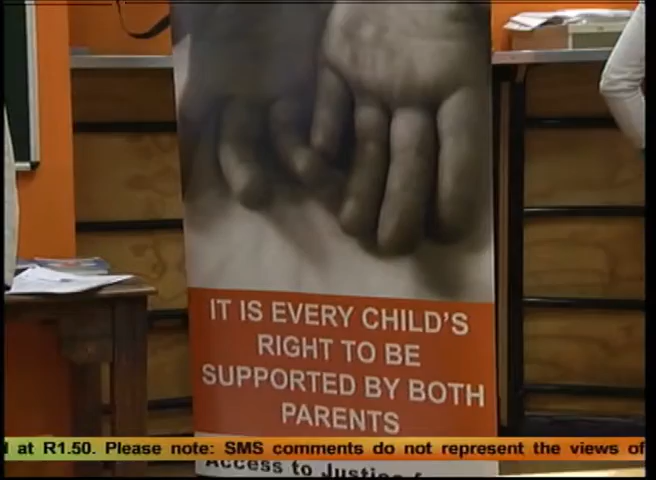 IT IS EVERY CHILD'S
RIGHT TO BE
SUPPORTED BY BOTH
PARENTS
at R1.50. Please note: SMS comments do not represent the views of
Access to Justice